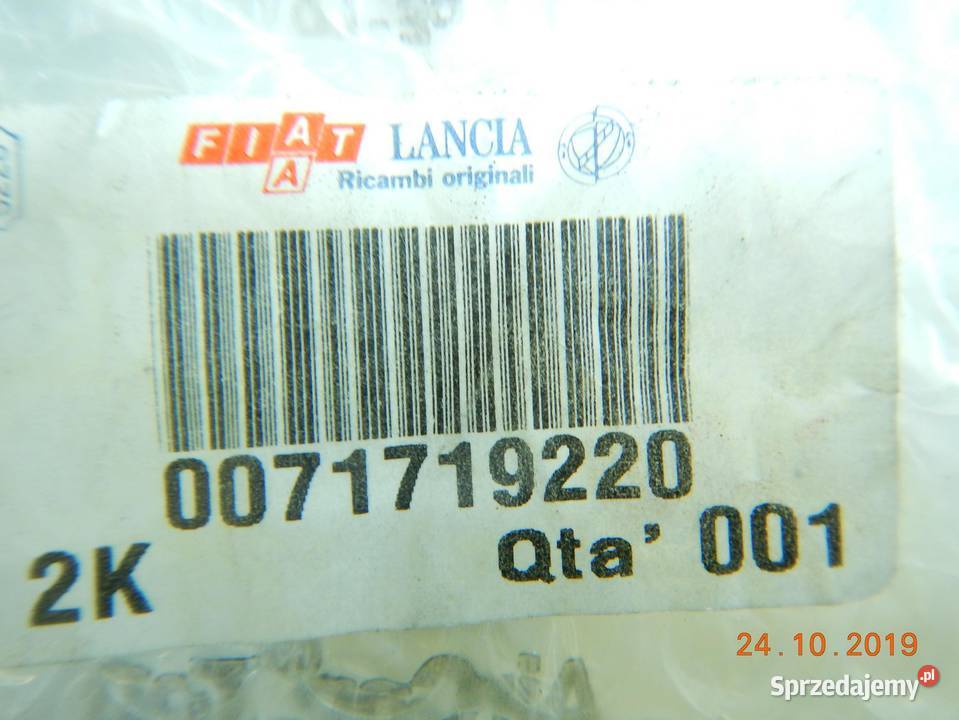 FIAT LANCIA
A
Ricambi originali
0071719220
2K Qta' 001
24.10.2019
Sprzedajemy.pl